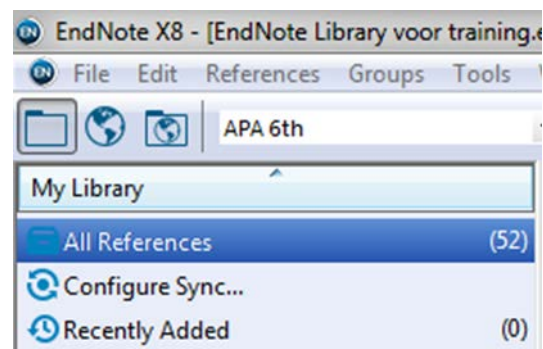 EndNote X8 - [EndNote Library voor training.e
File Edit References Groups Tools
APA 6th
My Library
All References (52)
Configure Sync...
Recently Added (0)